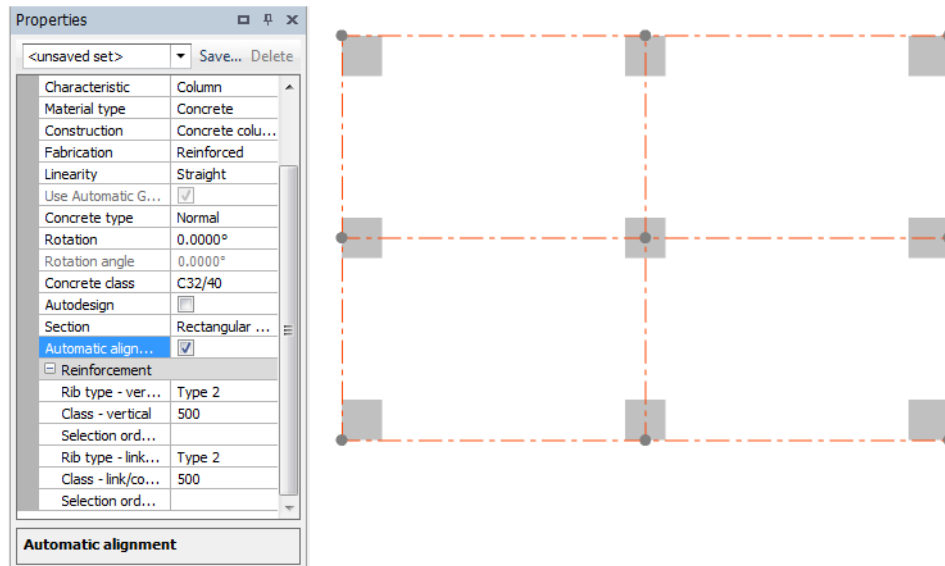 Properties
<unsaved set> Save... Delete
Characteristic Column
Material type Concrete
Construction Concrete colu...
Fabrication Reinforced
Linearity Straight
Use Automatic G...
Concrete type Normal
Rotation 0.0000°
Rotation angle 0.0000°
Concrete class C32/40
Autodesign
Section Rectangular ...
Automatic align...
Reinforcement
Rib type - ver... Type 2
Class - vertical 500
Selection ord...
Rib type - link... Type 2
Class - link/co... 500
Selection ord...
Automatic alignment